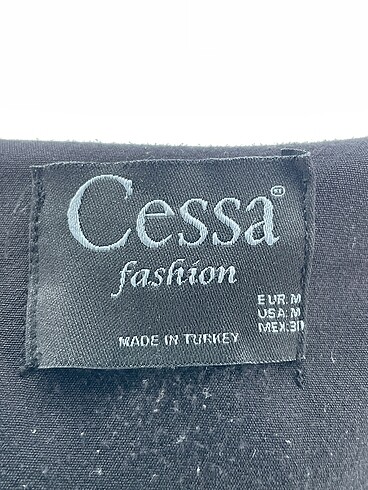 Cessa®
fashion
EUR: M
USA: M
MEX:30
MADE IN TURKEY